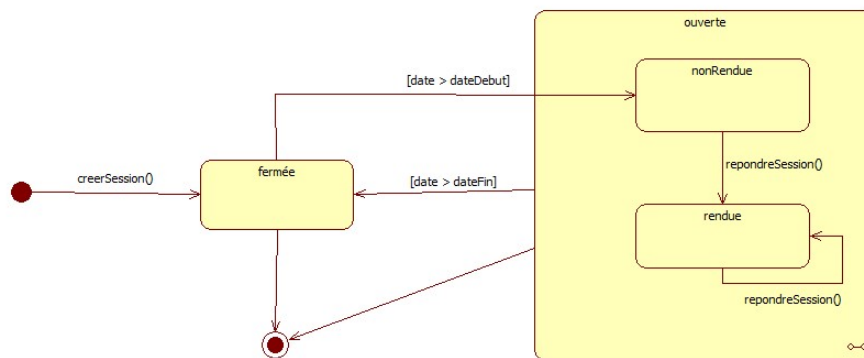 ouverte
nonRendue
[date > dateDebut]
repondreSession()
fermée
creerSession()
[date > dateFin]
rendue
repondreSession()